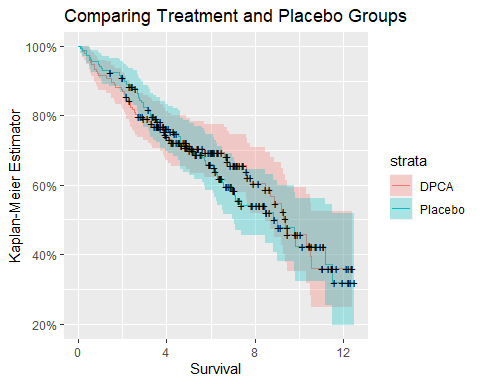 Comparing Treatment and Placebo Groups
100%
80%
60%
40%
20%
Kaplan-Meier Estimator
0
4
8
12
Survival
strata
DPCA
Placebo